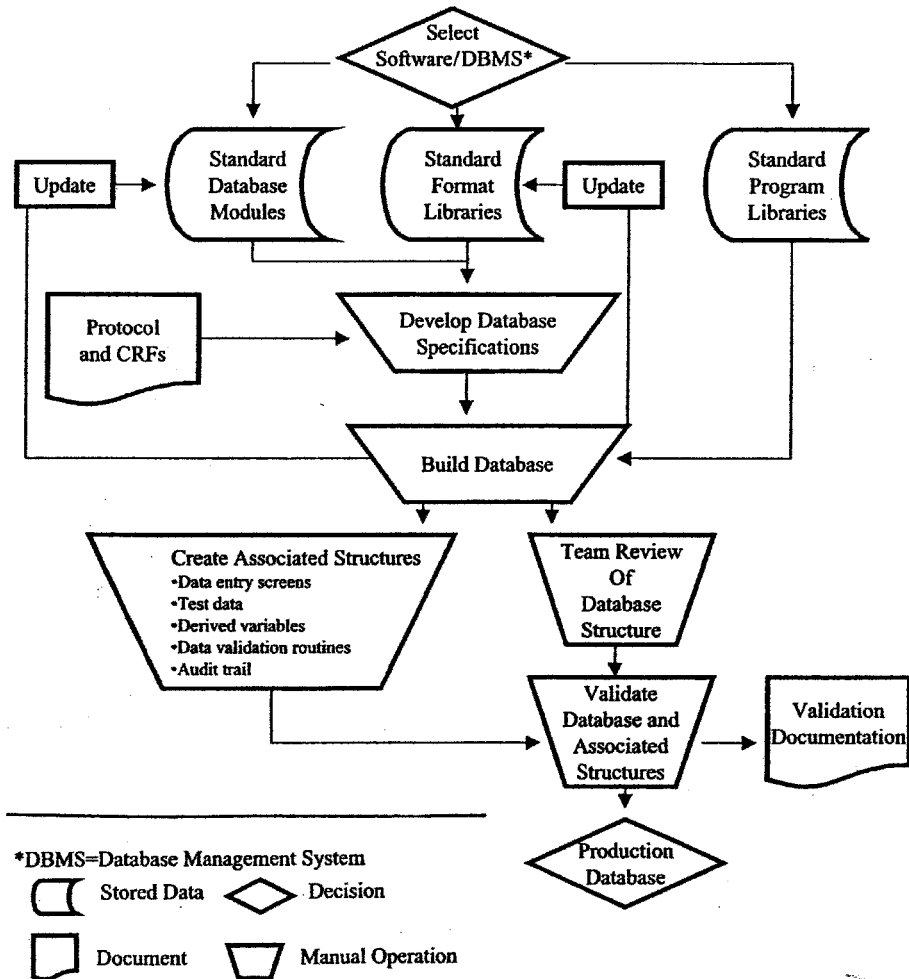 Select
Software/DBMS*
Standard
Database
Modules
Standard
Format
Libraries
Standard
Program
Libraries
Update
Update
Protocol
and CRFs
Develop Database
Specifications
Build Database
Create Associated Structures
•Data entry screens
•Test data
•Derived variables
•Data validation routines
•Audit trail
Team Review
Of
Database
Structure
Validate
Database and
Associated
Structures
Validation
Documentation
Production
Database
*DBMS=Database Management System
Stored Data
Decision
Document
Manual Operation